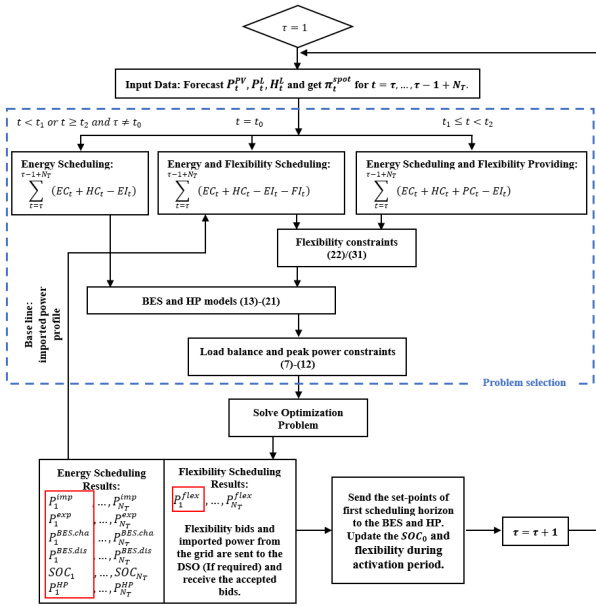 τ = 1
Input Data: Forecast P_t^{PV}, P_t^L, H_t^L and get π_t^{spot} for t = τ, ..., τ − 1 + N_T.
t < t_1 or t ≥ t_2 and τ ≠ t_0
t = t_0
t_1 ≤ t < t_2
Energy Scheduling:
τ−1+N_T
∑ (EC_t + HC_t − EI_t)
t=τ
Energy and Flexibility Scheduling:
τ−1+N_T
∑ (EC_t + HC_t − EI_t − FI_t)
t=τ
Energy Scheduling and Flexibility Providing:
τ−1+N_T
∑ (EC_t + HC_t + PC_t − EI_t)
t=τ
Flexibility constraints
(22)/(31)
Base line:
imported power
profile
BES and HP models (13)-(21)
Load balance and peak power constraints
(7)-(12)
Problem selection
Solve Optimization
Problem
Energy Scheduling
Results:
P_1^{imp}, ..., P_{N_T}^{imp}
P_1^{exp}, ..., P_{N_T}^{exp}
P_1^{BES.cha}, ..., P_{N_T}^{BES.cha}
P_1^{BES.dis}, ..., P_{N_T}^{BES.dis}
SOC_1, ..., SOC_{N_T}
P_1^{HP}, ..., P_{N_T}^{HP}
Flexibility Scheduling
Results:
P_1^{flex}, ..., P_{N_T}^{flex}
Flexibility bids and
imported power from
the grid are sent to the
DSO (If required) and
receive the accepted
bids.
Send the set-points of
first scheduling horizon
to the BES and HP.
Update the SOC_0 and
flexibility during
activation period.
τ = τ + 1